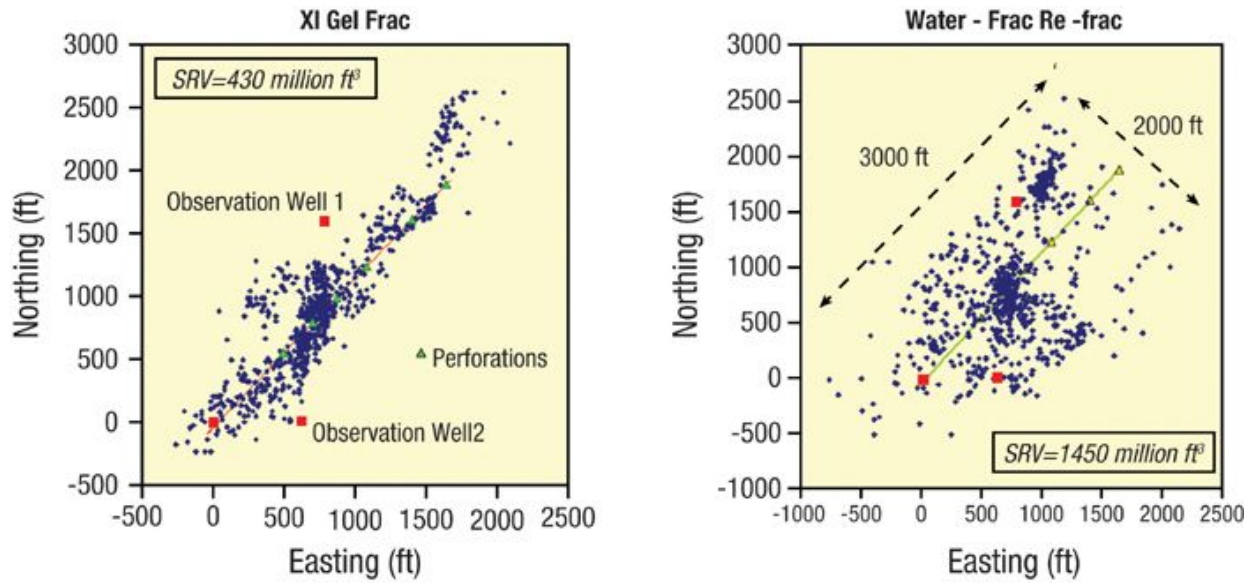 XI Gel Frac
SRV=430 million ft³
Observation Well 1
Perforations
Observation Well2
Northing (ft)
3000
2500
2000
1500
1000
500
0
-500
-500 0 500 1000 1500 2000 2500
Easting (ft)
Water - Frac Re -frac
3000 ft
2000 ft
SRV=1450 million ft³
Northing (ft)
3000
2500
2000
1500
1000
500
0
-500
-1000
-1000 -500 0 500 1000 1500 2000 2500
Easting (ft)